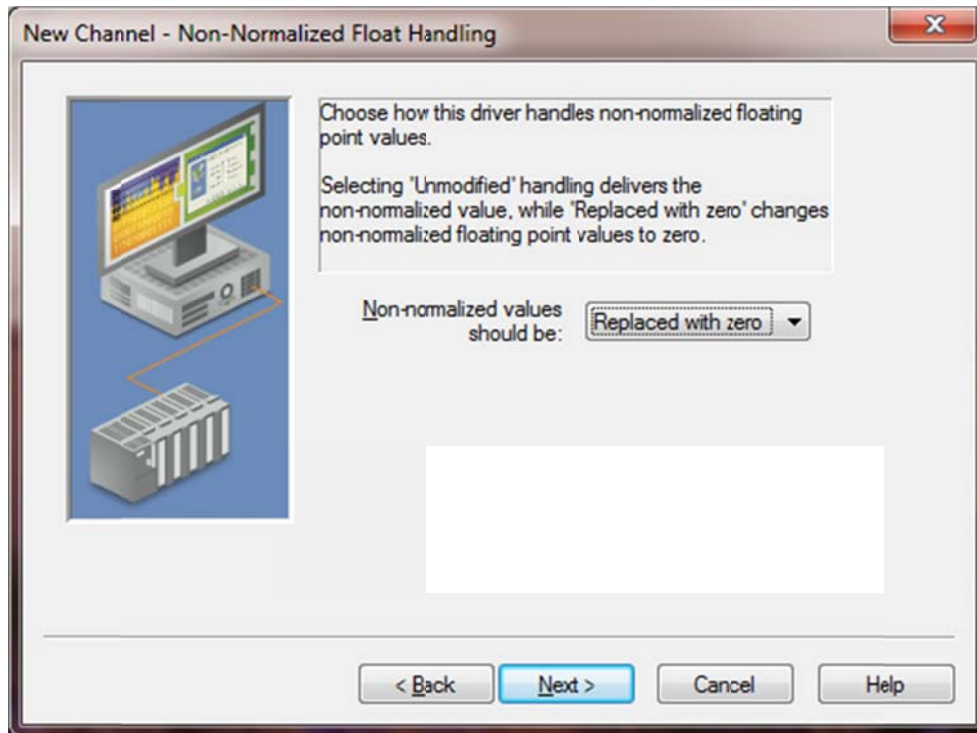 New Channel - Non-Normalized Float Handling
Choose how this driver handles non-normalized floating
point values.
Selecting 'Unmodified' handling delivers the
non-normalized value, while 'Replaced with zero' changes
non-normalized floating point values to zero.
Non-normalized values
should be:
Replaced with zero
< Back
Next >
Cancel
Help